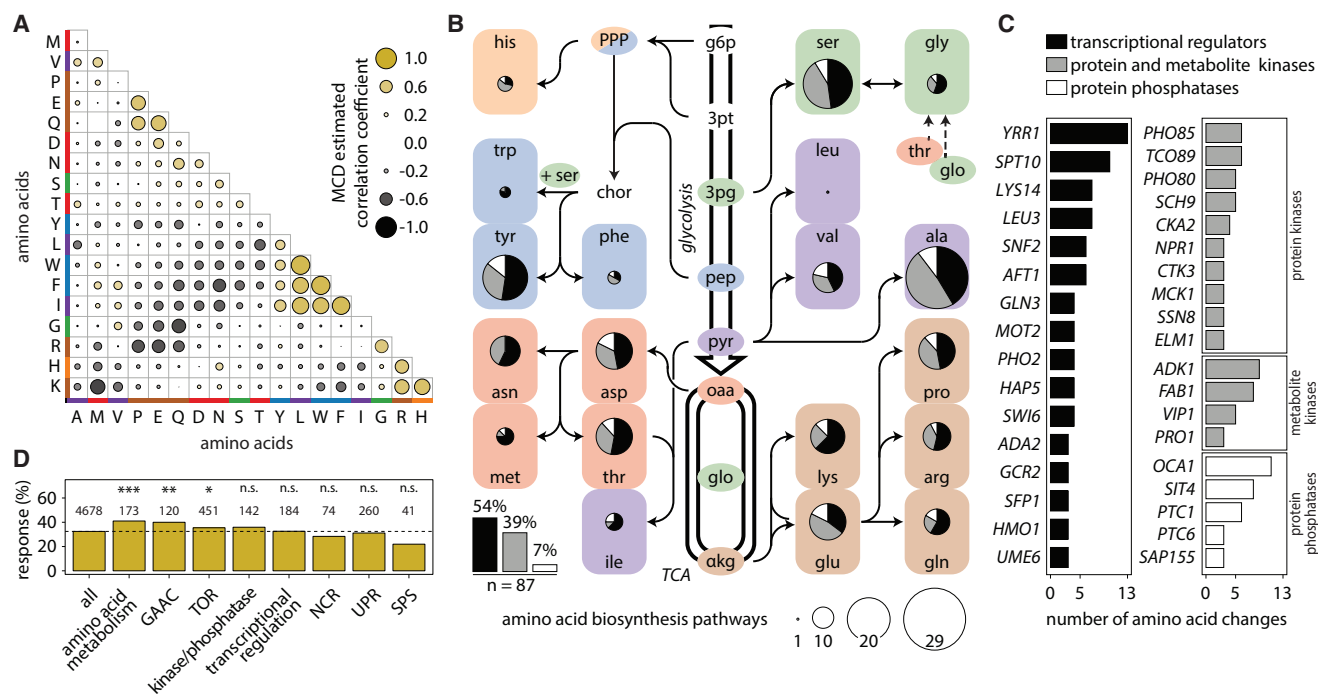 A
M
V
P
E
Q
D
N
S
T
Y
L
W
F
I
G
R
H
K
amino acids
A M V P E Q D N S T Y L W F I G R H
amino acids
MCD estimated
correlation coefficient
1.0
0.6
0.2
0.0
-0.2
-0.6
-1.0
B
his
PPP
g6p
ser
gly
3pt
thr
glo
trp
+ ser
chor
3pg
leu
glycolysis
tyr
phe
pep
val
ala
pyr
asn
asp
oaa
pro
met
thr
glo
lys
arg
ile
TCA
αkg
glu
gln
54%
39%
7%
n = 87
amino acid biosynthesis pathways
1
10
20
29
C
transcriptional regulators
protein and metabolite kinases
protein phosphatases
YRR1
SPT10
LYS14
LEU3
SNF2
AFT1
GLN3
MOT2
PHO2
HAP5
SWI6
ADA2
GCR2
SFP1
HMO1
UME6
0 5 13
PHO85
TCO89
PHO80
SCH9
CKA2
NPR1
CTK3
MCK1
SSN8
ELM1
protein kinases
ADK1
FAB1
VIP1
PRO1
metabolite
kinases
OCA1
SIT4
PTC1
PTC6
SAP155
protein
phosphatases
0 5 13
number of amino acid changes
D
response (%)
60
40
20
0
*** ** * n.s. n.s. n.s. n.s. n.s.
4678 173 120 451 142 184 74 260 41
all
amino acid
metabolism
GAAC
TOR
kinase/phosphatase
transcriptional
regulation
NCR
UPR
SPS